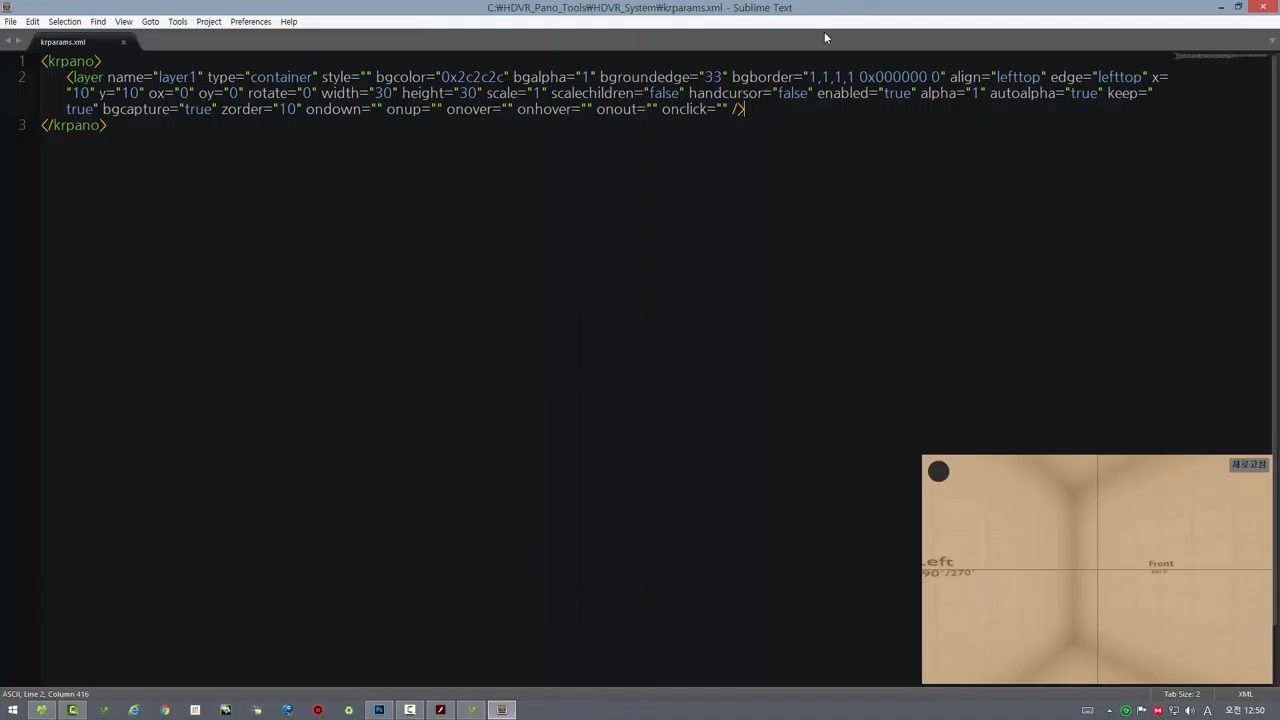 C:\HDVR_Pano_Tools\HDVR_System\krparams.xml - Sublime Text
File Edit Selection Find View Goto Tools Project Preferences Help
krparams.xml
1 <krpano>
2 <layer name="layer1" type="container" style="" bgcolor="0x2c2c2c" bgalpha="1" bgroundedge="33" bgborder="1,1,1,1 0x000000 0" align="lefttop" edge="lefttop" x=
"10" y="10" ox="0" oy="0" rotate="0" width="30" height="30" scale="1" scalechildren="false" handcursor="false" enabled="true" alpha="1" autoalpha="true" keep="
true" bgcapture="true" zorder="10" ondown="" onup="" onover="" onhover="" onout="" onclick="" />
3 </krpano>
새로고침
Left
90°/270°
Front
ASCII, Line 2, Column 416
Tab Size: 2
XML
A
오전 12:50